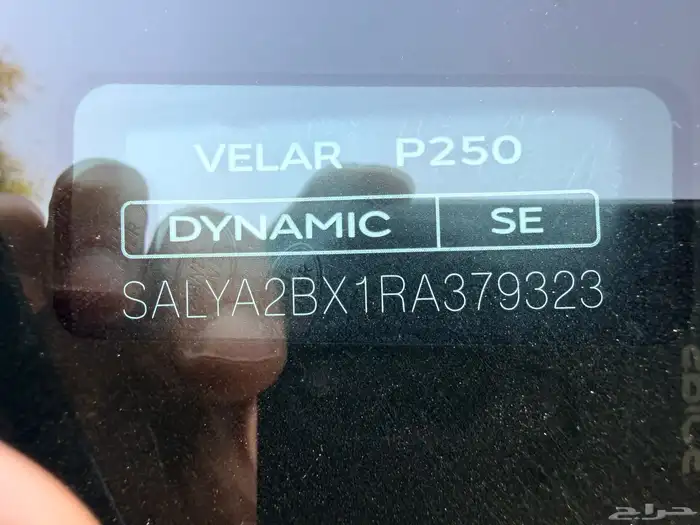 VELAR P250
DYNAMIC SE
SALYA2BX1RA379323
حراج